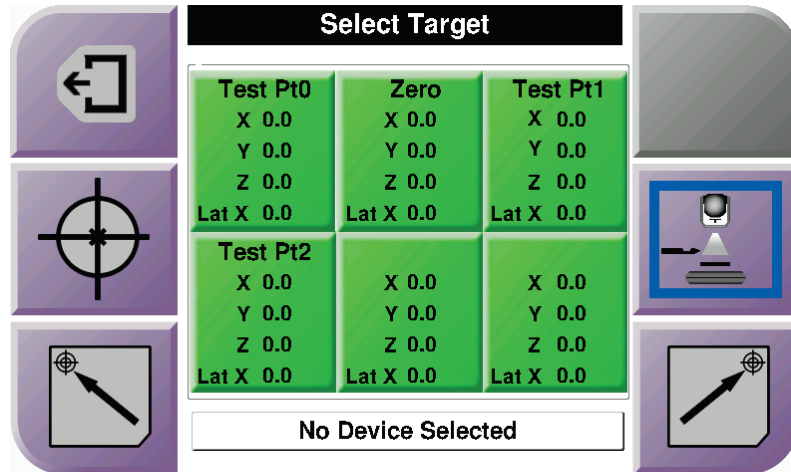 Select Target
Test Pt0 Zero Test Pt1
X 0.0 X 0.0 X 0.0
Y 0.0 Y 0.0 Y 0.0
Z 0.0 Z 0.0 Z 0.0
Lat X 0.0 Lat X 0.0 Lat X 0.0
Test Pt2
X 0.0 X 0.0 X 0.0
Y 0.0 Y 0.0 Y 0.0
Z 0.0 Z 0.0 Z 0.0
Lat X 0.0 Lat X 0.0 Lat X 0.0
No Device Selected